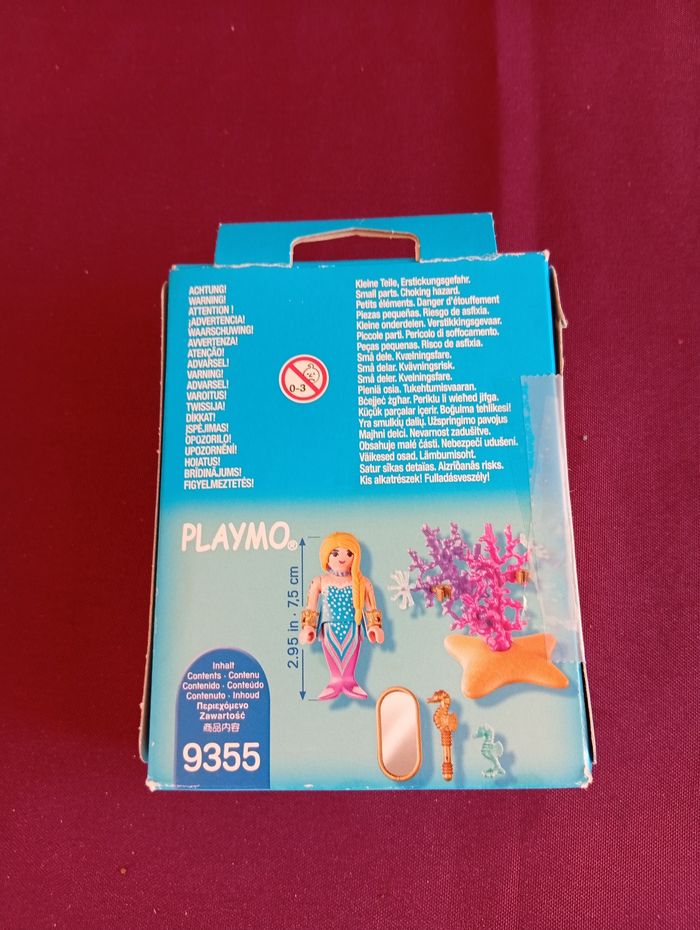 ACHTUNG!
WARNING!
ATTENTION !
¡ADVERTENCIA!
WAARSCHUWING!
AVVERTENZA!
ATENÇÃO!
ADVARSEL!
VARNING!
ADVARSEL!
VAROITUS!
TWISSIJA!
DİKKAT!
ĮSPĖJIMAS!
OPOZORILO!
UPOZORNĚNÍ!
HOIATUS!
BRĪDINĀJUMS!
FIGYELMEZTETÉS!
0-3
Kleine Teile, Erstickungsgefahr.
Small parts. Choking hazard.
Petits éléments. Danger d'étouffement
Piezas pequeñas. Riesgo de asfixia.
Kleine onderdelen. Verstikkingsgevaar.
Piccole parti. Pericolo di soffocamento.
Peças pequenas. Risco de asfixia.
Små dele. Kvælningsfare.
Små delar. Kvävningsrisk.
Små deler. Kvelningsfare.
Pieniä osia. Tukehtumisvaaran.
Bċejjeċ żgħar. Periklu li wieħed jifga.
Küçük parçalar içerir. Boğulma tehlikesi!
Yra smulkių dalių. Užspringimo pavojus
Majhni delci. Nevarnost zadušitve.
Obsahuje malé části. Nebezpečí udušení.
Väikesed osad. Lämbumisoht.
Satur sīkas detaļas. Aizrīšanās risks.
Kis alkatrészek! Fulladásveszély!
PLAYMO®
2.95 in · 7,5 cm
Inhalt
Contents · Contenu
Contenido · Conteúdo
Contenuto · Inhoud
Περιεχόμενο
Zawartość
商品内容
9355